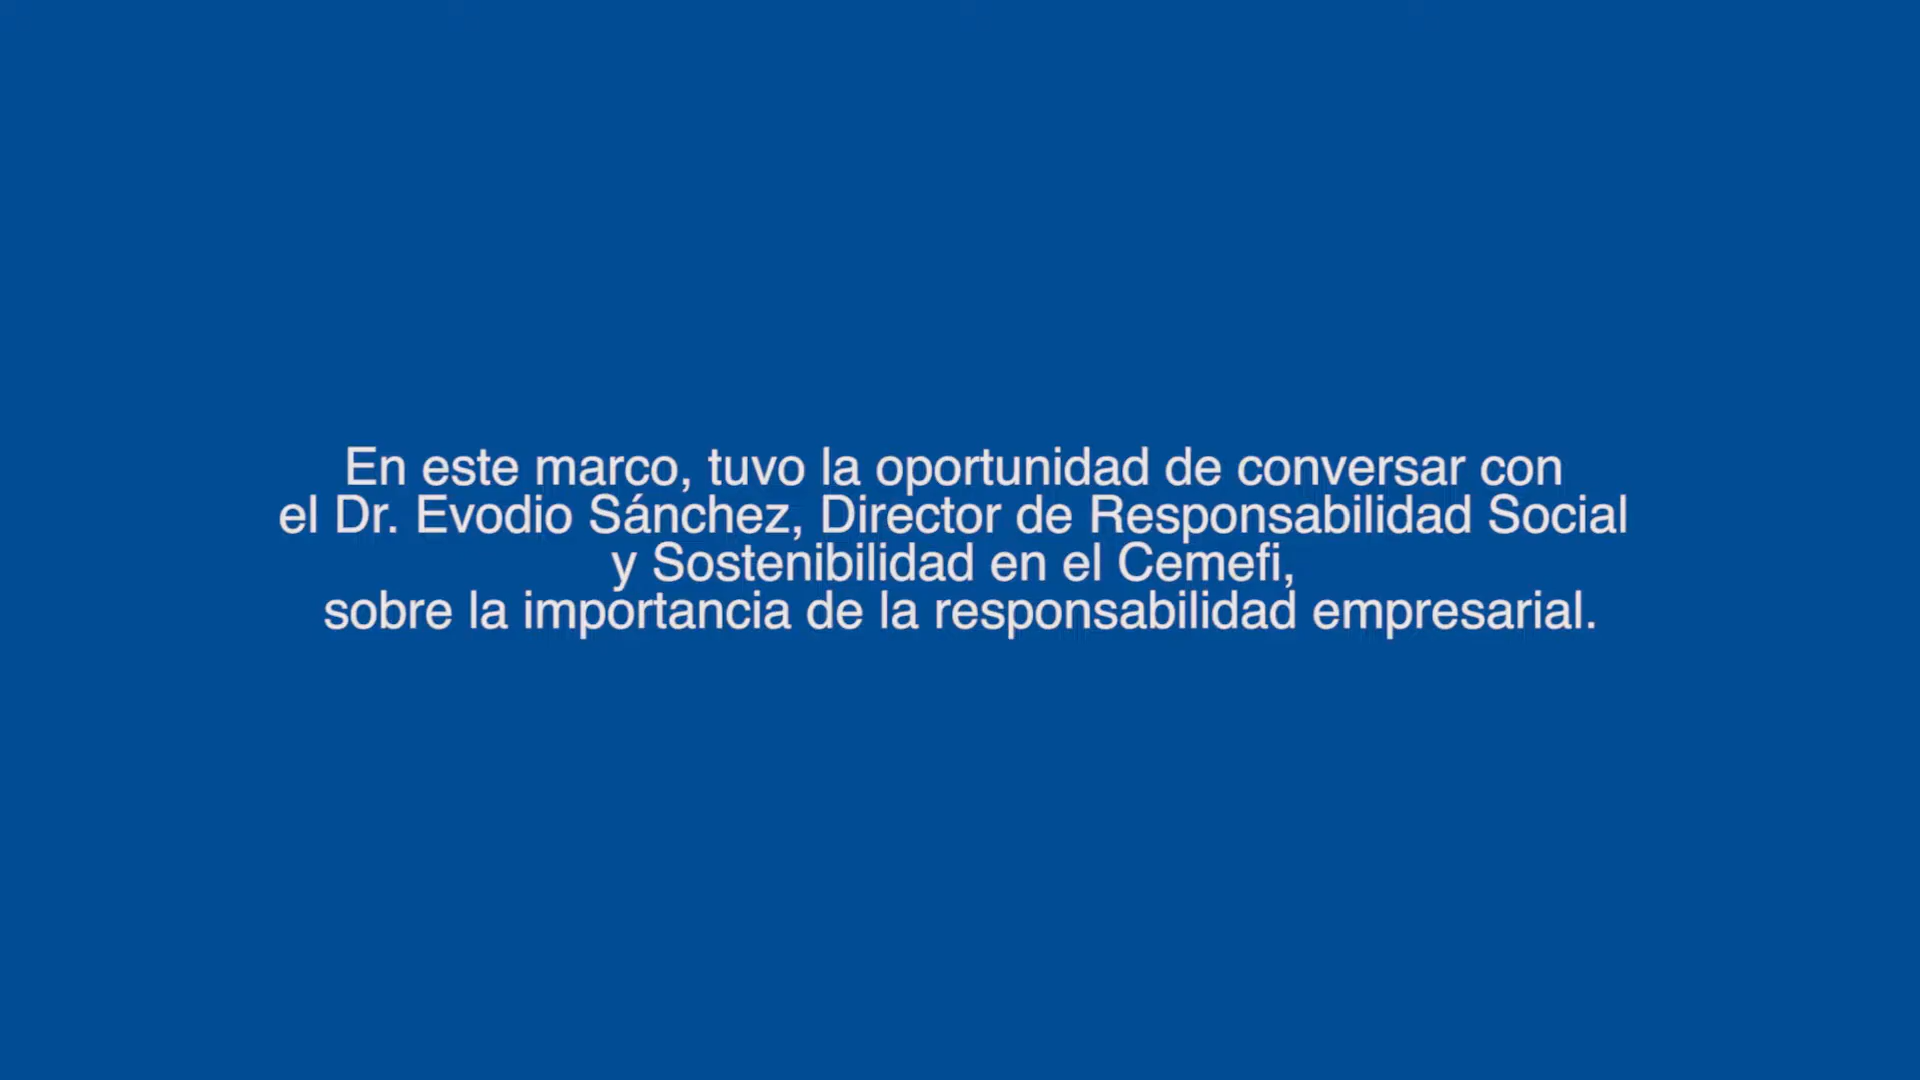 En este marco, tuvo la oportunidad de conversar con
el Dr. Evodio Sánchez, Director de Responsabilidad Social
y Sostenibilidad en el Cemefi,
sobre la importancia de la responsabilidad empresarial.